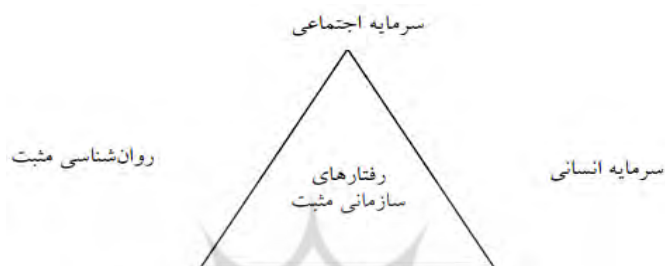 سرمایه اجتماعی
روان‌شناسی مثبت
سرمایه انسانی
رفتارهای
سازمانی مثبت